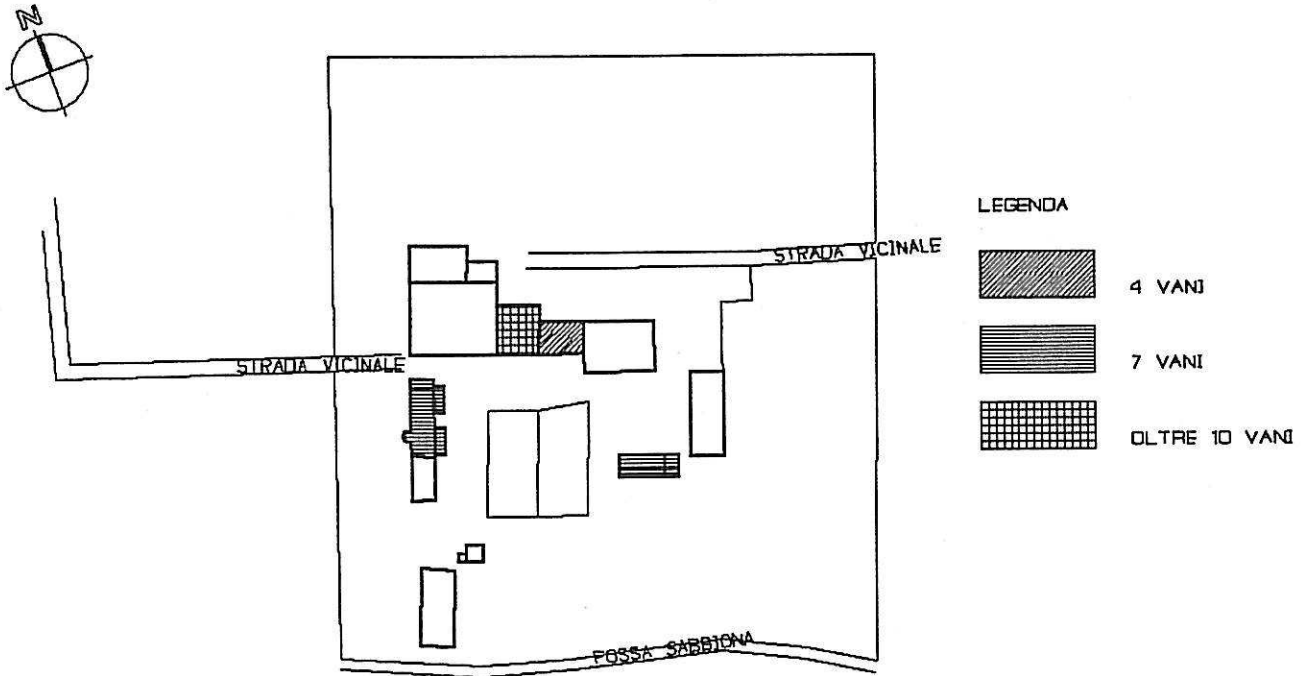 N
LEGENDA
STRADA VICINALE
4 VANI
7 VANI
STRADA VICINALE
OLTRE 10 VANI
FOSSA SABBIONA